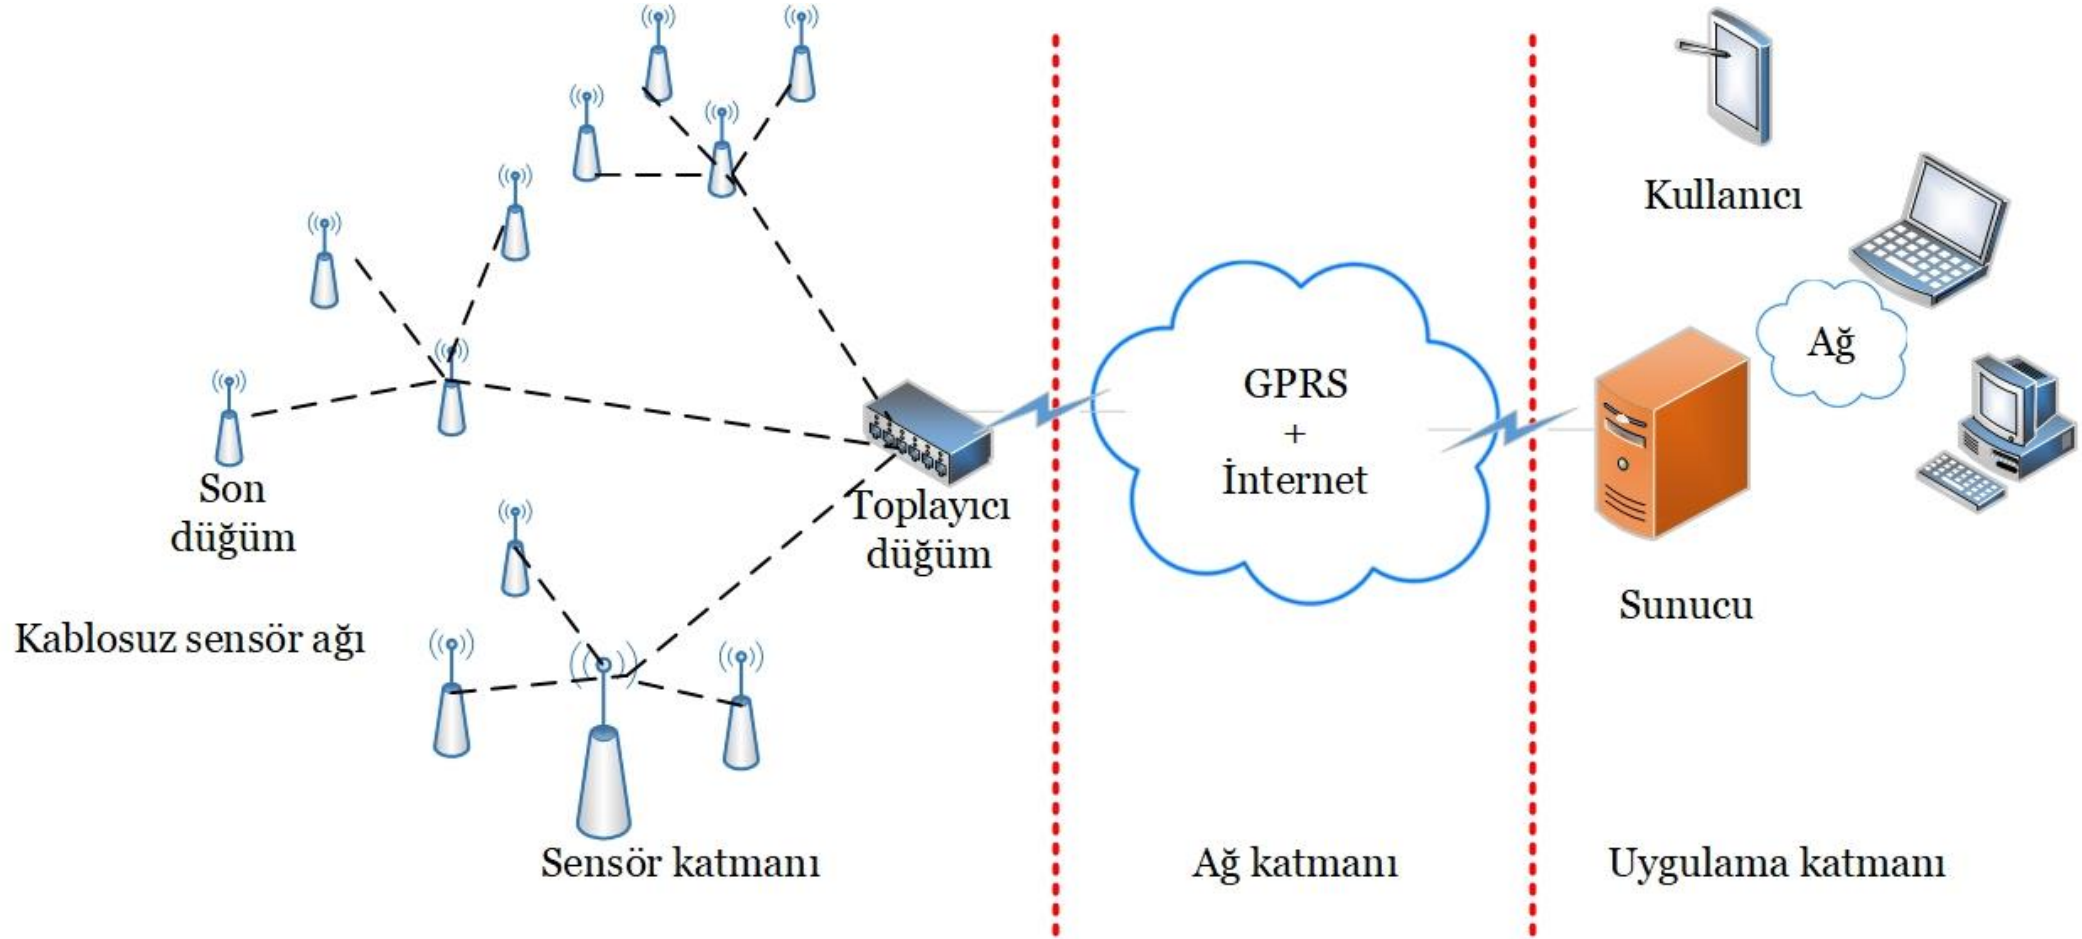 Kullanıcı
Ağ
GPRS
+
İnternet
Son
düğüm
Toplayıcı
düğüm
Sunucu
Kablosuz sensör ağı
Sensör katmanı
Ağ katmanı
Uygulama katmanı